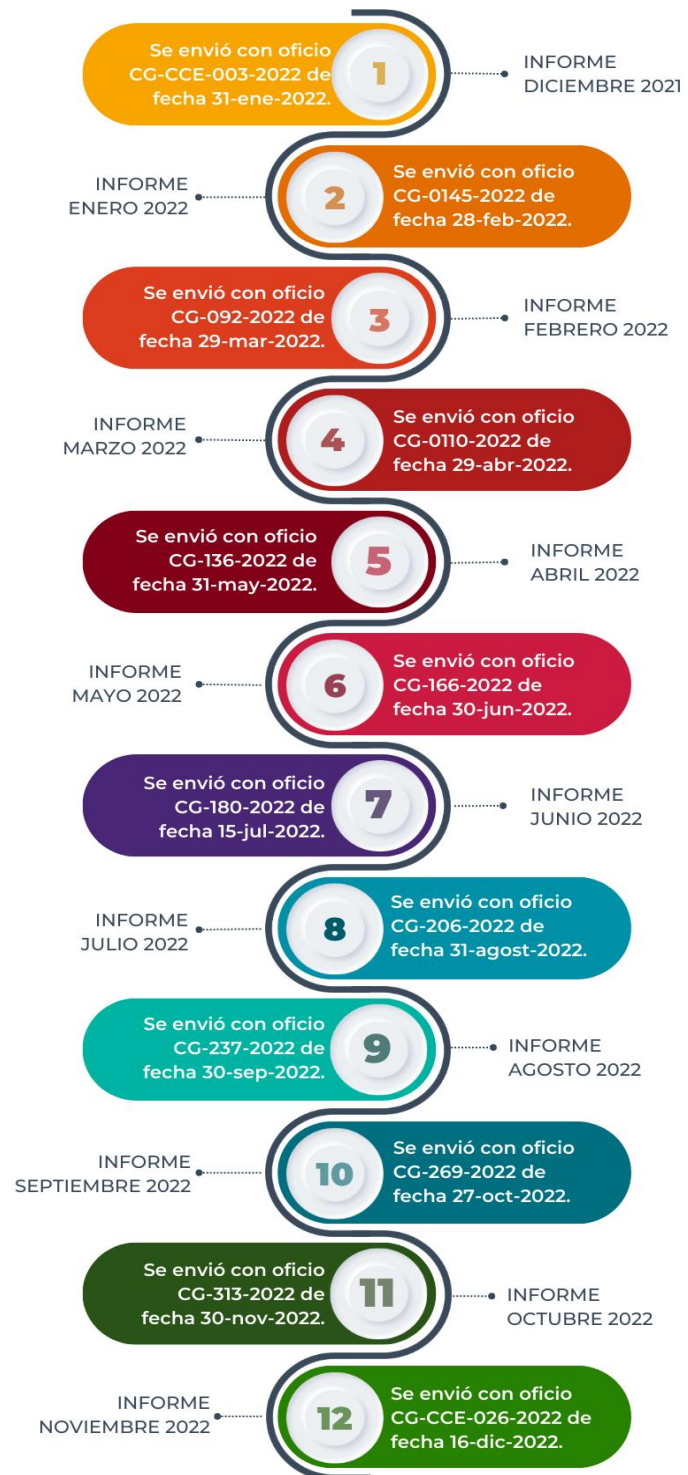 Se envió con oficio
CG-CCE-003-2022 de
fecha 31-ene-2022.
1
INFORME
DICIEMBRE 2021
INFORME
ENERO 2022
2
Se envió con oficio
CG-0145-2022 de
fecha 28-feb-2022.
Se envió con oficio
CG-092-2022 de
fecha 29-mar-2022.
3
INFORME
FEBRERO 2022
INFORME
MARZO 2022
4
Se envió con oficio
CG-0110-2022 de
fecha 29-abr-2022.
Se envió con oficio
CG-136-2022 de
fecha 31-may-2022.
5
INFORME
ABRIL 2022
INFORME
MAYO 2022
6
Se envió con oficio
CG-166-2022 de
fecha 30-jun-2022.
Se envió con oficio
CG-180-2022 de
fecha 15-jul-2022.
7
INFORME
JUNIO 2022
INFORME
JULIO 2022
8
Se envió con oficio
CG-206-2022 de
fecha 31-agost-2022.
Se envió con oficio
CG-237-2022 de
fecha 30-sep-2022.
9
INFORME
AGOSTO 2022
INFORME
SEPTIEMBRE 2022
10
Se envió con oficio
CG-269-2022 de
fecha 27-oct-2022.
Se envió con oficio
CG-313-2022 de
fecha 30-nov-2022.
11
INFORME
OCTUBRE 2022
INFORME
NOVIEMBRE 2022
12
Se envió con oficio
CG-CCE-026-2022 de
fecha 16-dic-2022.